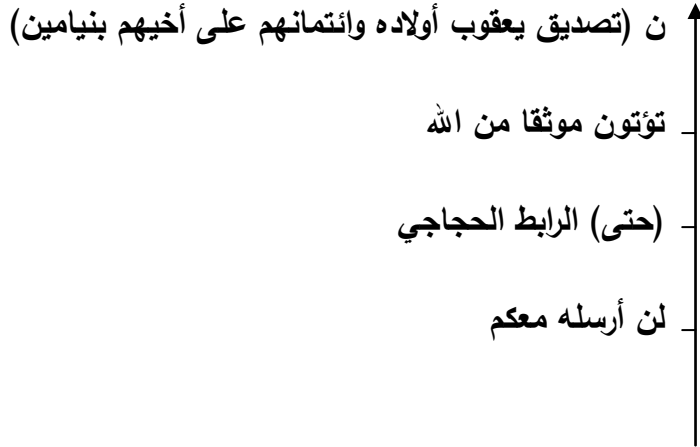 ن (تصديق يعقوب أولاده وائتمانهم على أخيهم بنيامين)
تؤتون موثقا من الله
(حتى) الرابط الحجاجي
لن أرسله معكم